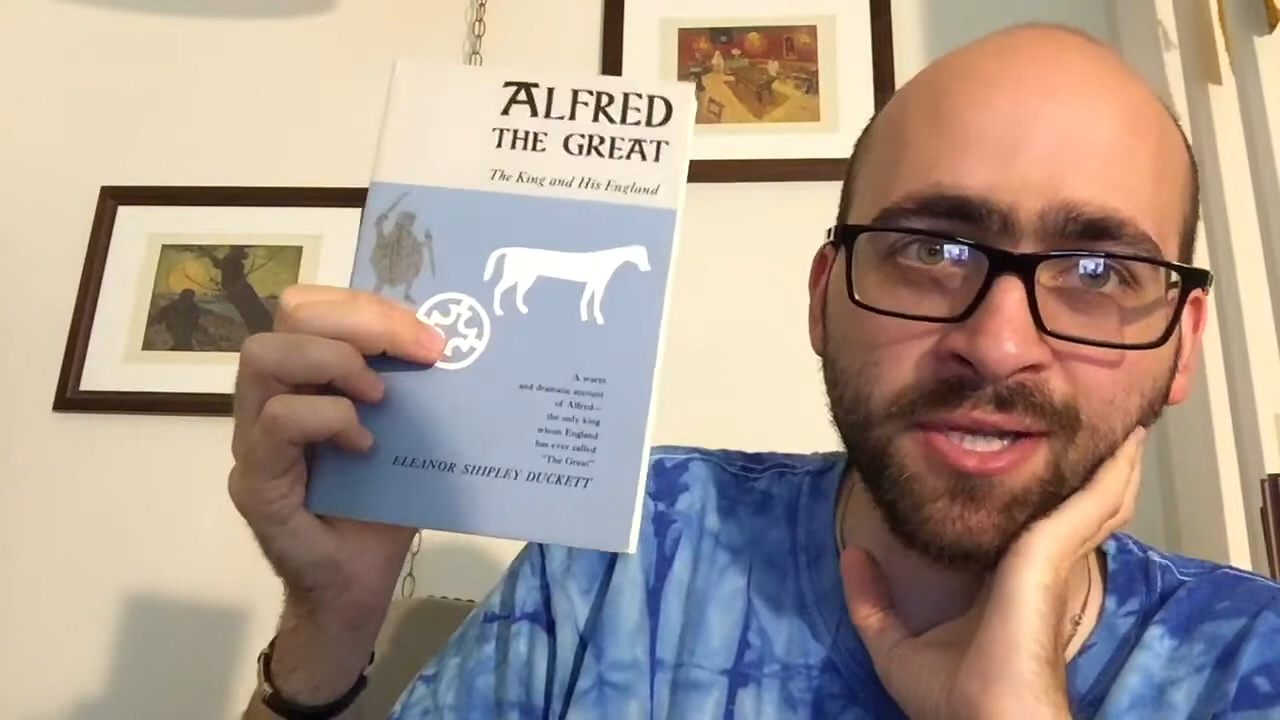 ALFRED
THE GREAT
The King and His England
A warm
and dramatic account
of Alfred—
the only king
whom England
has ever called
"The Great"
ELEANOR SHIPLEY DUCKETT